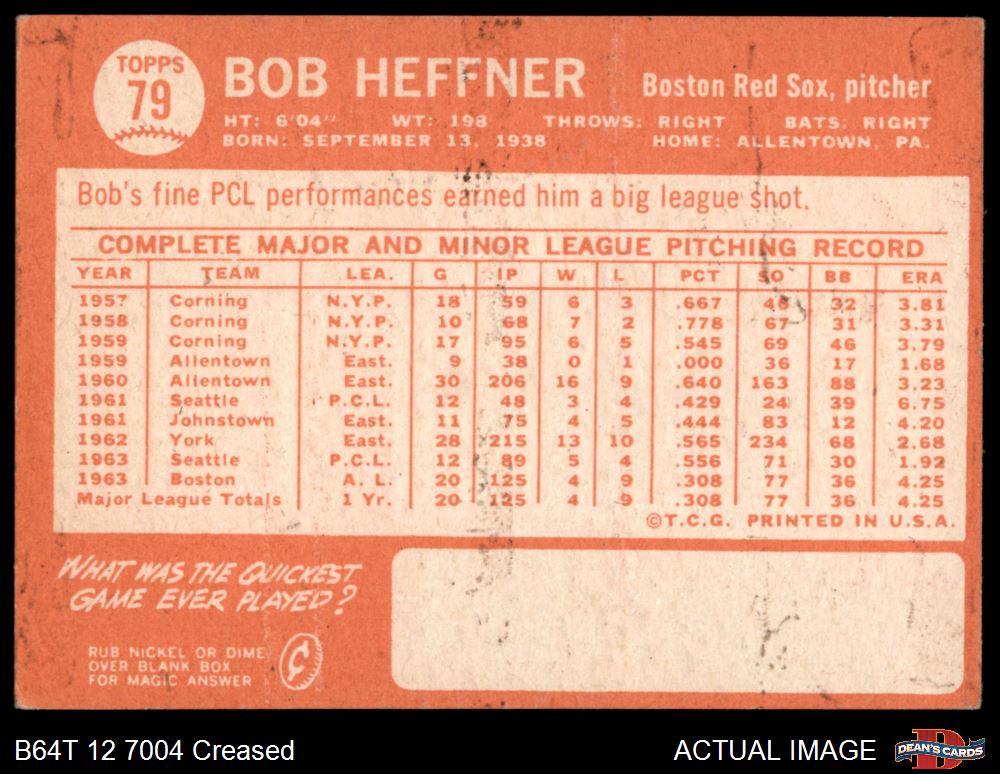 TOPPS
79
BOB HEFFNER
Boston Red Sox, pitcher
HT: 6'04" WT: 198 THROWS: RIGHT BATS: RIGHT
BORN: SEPTEMBER 13, 1938 HOME: ALLENTOWN, PA.
Bob's fine PCL performances earned him a big league shot.
COMPLETE MAJOR AND MINOR LEAGUE PITCHING RECORD
YEAR TEAM LEA. G IP W L PCT SO BB ERA
1957 Corning N.Y.P. 18 59 6 3 .667 32 3.81
1958 Corning N.Y.P. 10 68 7 2 .778 67 31 3.31
1959 Corning N.Y.P. 17 95 6 5 .545 69 46 3.79
1959 Allentown East. 9 38 0 1 .000 36 17 1.68
1960 Allentown East. 30 206 16 9 .640 163 88 3.23
1961 Seattle P.C.L. 12 48 3 4 .429 24 39 6.75
1961 Johnstown East. 11 75 4 5 .444 83 12 4.20
1962 York East. 28 215 13 10 .565 234 68 2.68
1963 Seattle P.C.L. 12 89 5 4 .556 71 30 1.92
1963 Boston A. L. 20 125 4 9 .308 77 36 4.25
Major League Totals 1 Yr. 20 125 4 9 .308 77 36 4.25
©T.C.G. PRINTED IN U.S.A.
WHAT WAS THE QUICKEST
GAME EVER PLAYED?
RUB NICKEL OR DIME
OVER BLANK BOX
FOR MAGIC ANSWER
¢
B64T 12 7004 Creased
ACTUAL IMAGE
D
DEAN'S CARDS